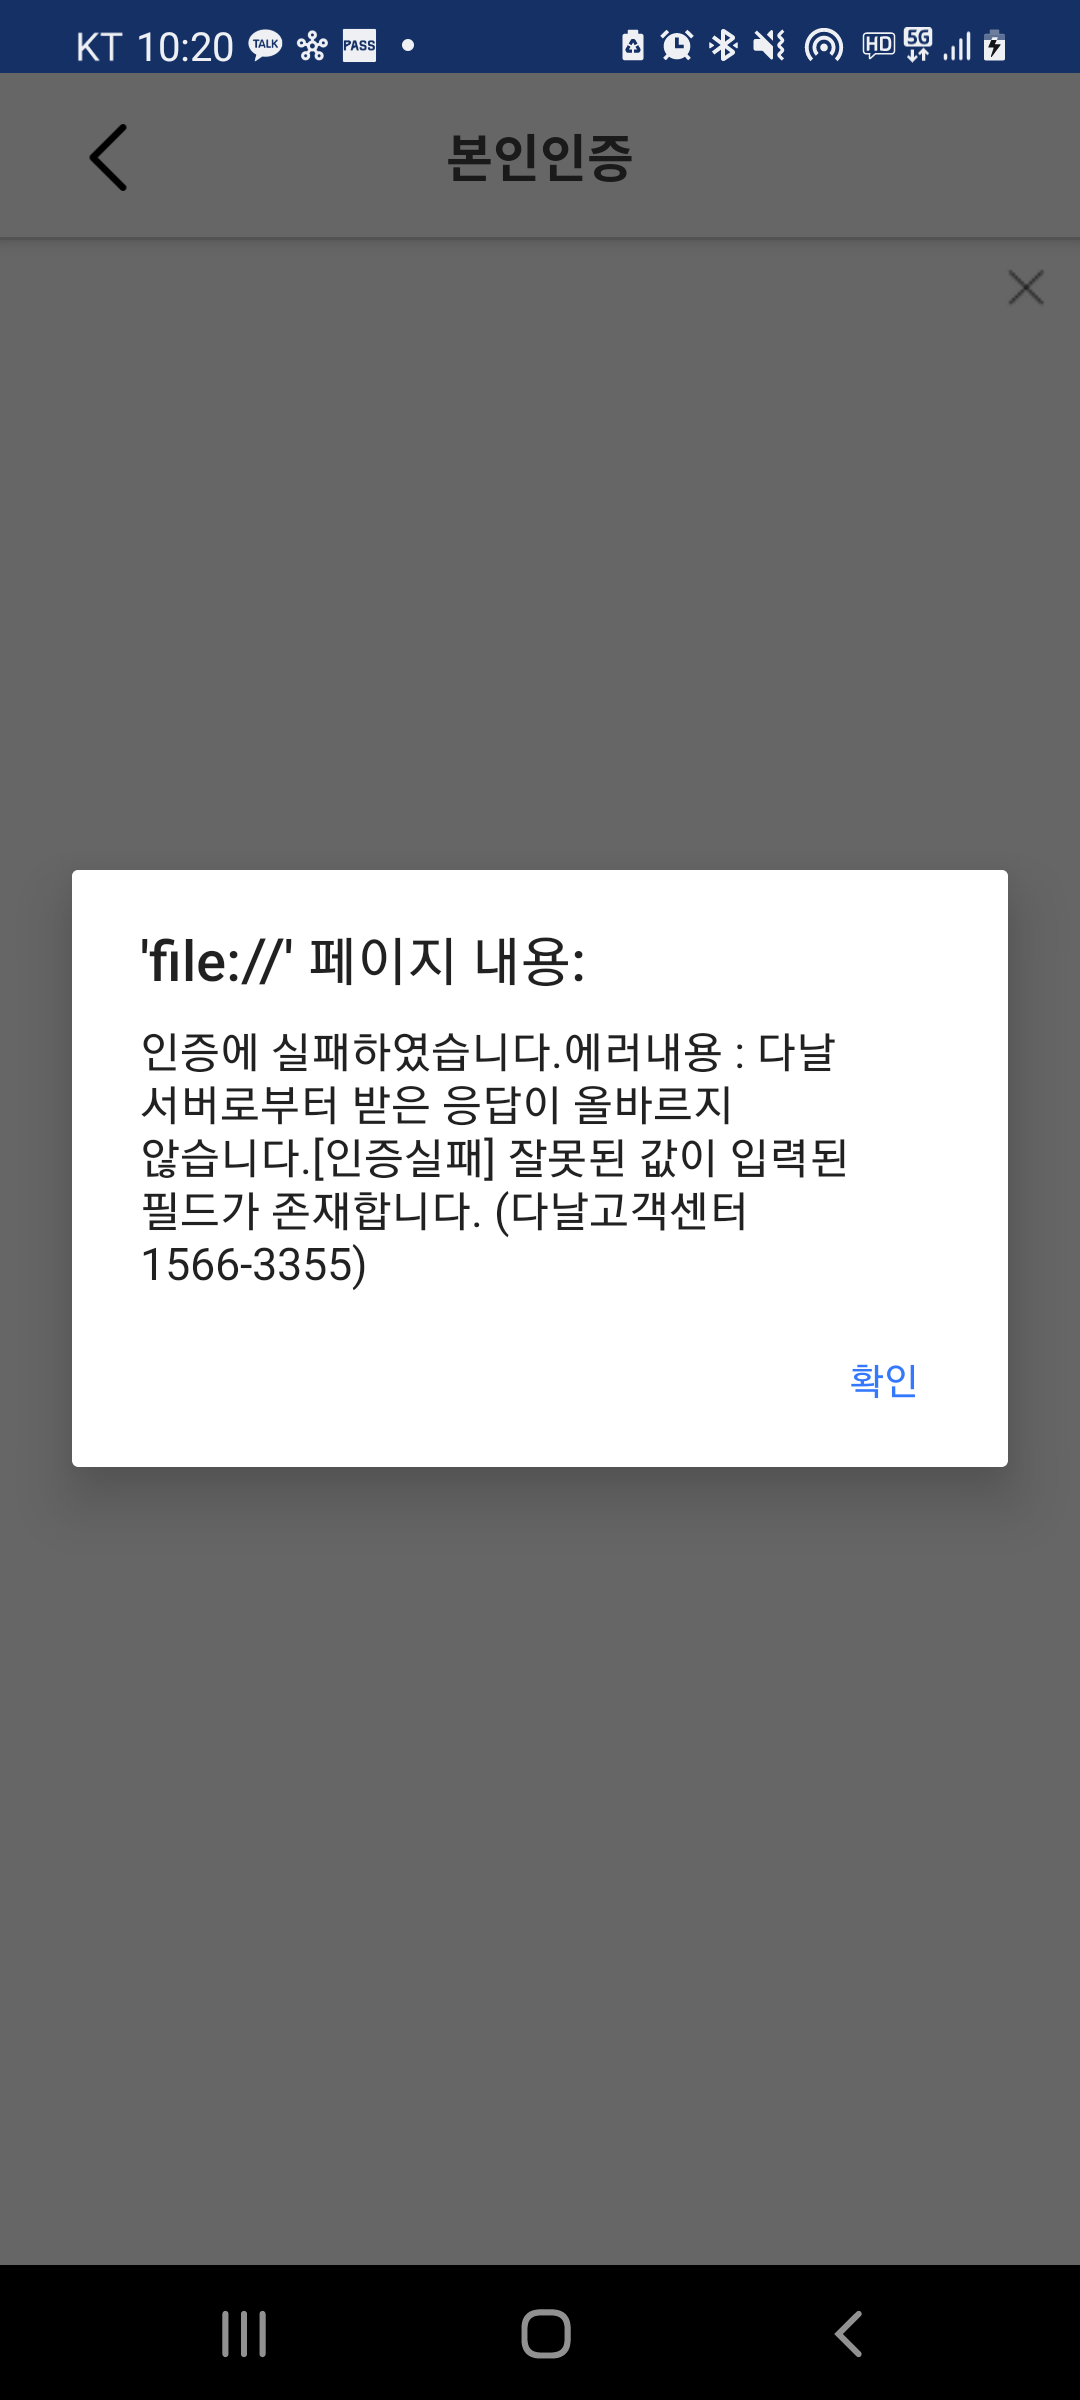 KT 10:20 TALK PASS HD 5G
본인인증
'file://' 페이지 내용:
인증에 실패하였습니다.에러내용 : 다날
서버로부터 받은 응답이 올바르지
않습니다.[인증실패] 잘못된 값이 입력된
필드가 존재합니다. (다날고객센터
1566-3355)
확인